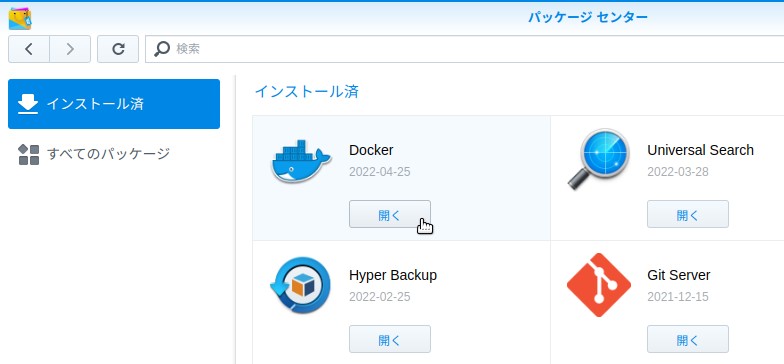 パッケージ センター
検索
インストール済
すべてのパッケージ
インストール済
Docker
2022-04-25
開く
Universal Search
2022-03-28
開く
Hyper Backup
2022-02-25
開く
Git Server
2021-12-15
開く